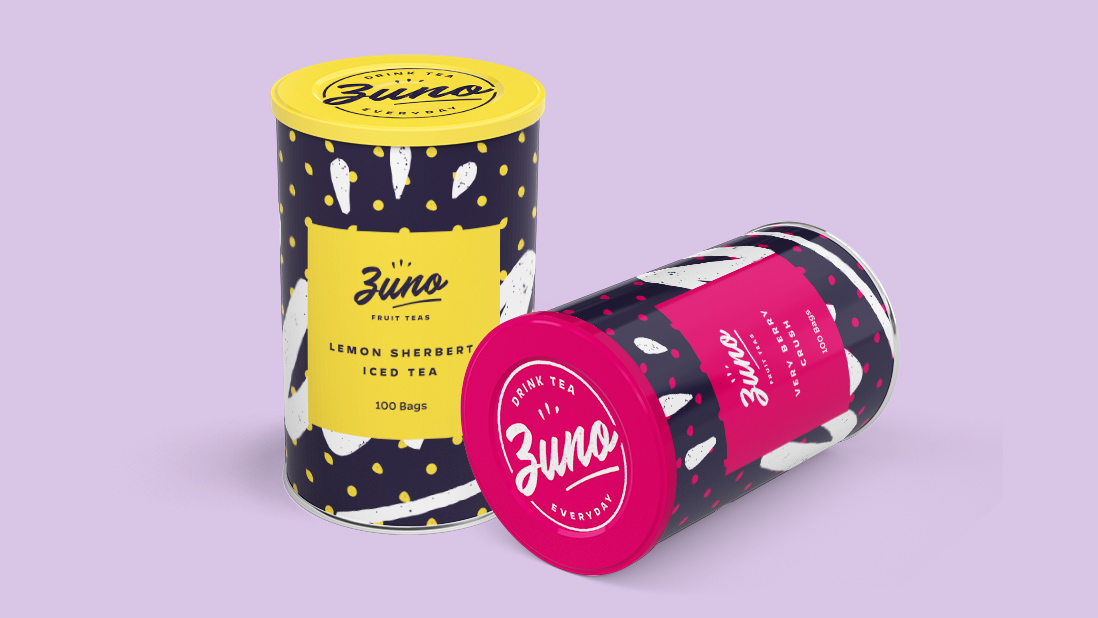 DRINK TEA
Zuno
EVERYDAY
Zuno
FRUIT TEAS
LEMON SHERBERT
ICED TEA
100 Bags
DRINK TEA
Zuno
EVERYDAY
Zuno
FRUIT TEAS
VERY BERRY
CRUSH
100 Bags